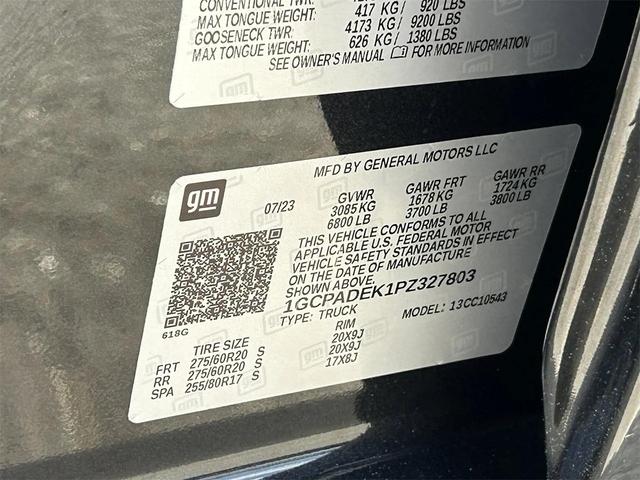 CONVENTIONAL TWR:
MAX TONGUE WEIGHT: 417 KG / 920 LBS
GOOSENECK TWR: 4173 KG / 9200 LBS
MAX TONGUE WEIGHT: 626 KG / 1380 LBS
SEE OWNER'S MANUAL FOR MORE INFORMATION
gm
MFD BY GENERAL MOTORS LLC
07/23
GVWR GAWR FRT GAWR RR
3085 KG 1678 KG 1724 KG
6800 LB 3700 LB 3800 LB
THIS VEHICLE CONFORMS TO ALL
APPLICABLE U.S. FEDERAL MOTOR
VEHICLE SAFETY STANDARDS IN EFFECT
ON THE DATE OF MANUFACTURE
SHOWN ABOVE.
1GCPADEK1PZ327803
TYPE: TRUCK MODEL: 13CC10543
618G
TIRE SIZE RIM
FRT 275/60R20 S 20X9J
RR 275/60R20 S 20X9J
SPA 255/80R17 S 17X8J